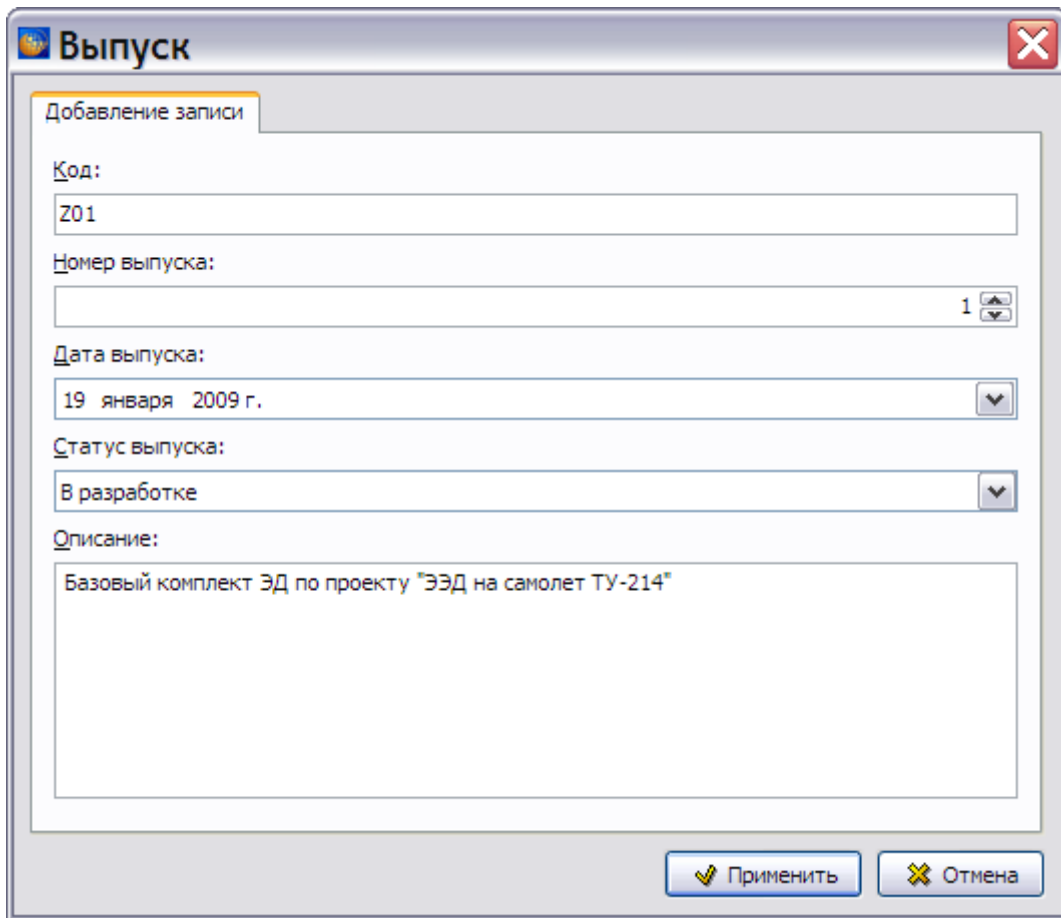 Выпуск
Добавление записи
Код:
Z01
Номер выпуска:
1
Дата выпуска:
19 января 2009 г.
Статус выпуска:
В разработке
Описание:
Базовый комплект ЭД по проекту "ЭЭД на самолет ТУ-214"
Применить
Отмена